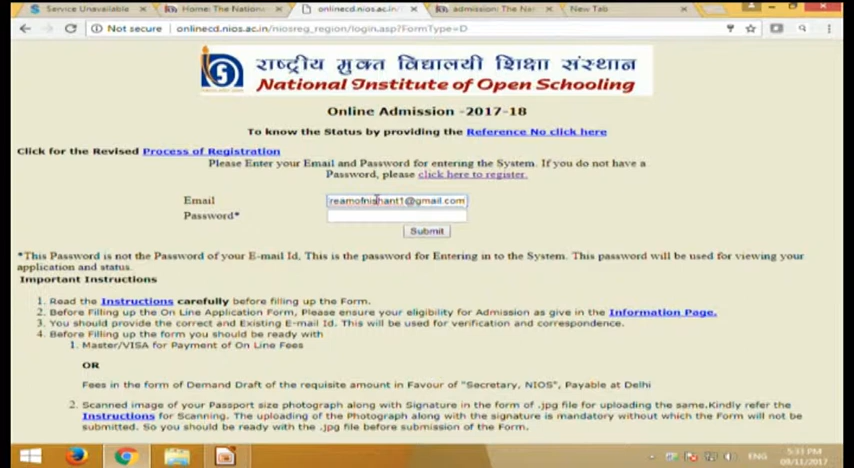 Service Unavailable
Home: The Nationa
onlinecd.nios.ac.in/
admission: The Nati
New Tab
Not secure onlinecd.nios.ac.in/niosreg_region/login.asp?FormType=D
राष्ट्रीय मुक्त विद्यालयी शिक्षा संस्थान
National Institute of Open Schooling
Online Admission -2017-18
To know the Status by providing the Reference No click here
Click for the Revised Process of Registration
Please Enter your Email and Password for entering the System. If you do not have a
Password, please click here to register.
Email reamofnishant1@gmail.com
Password*
Submit
*This Password is not the Password of your E-mail Id, This is the password for Entering in to the System. This password will be used for viewing your
application and status.
Important Instructions
1. Read the Instructions carefully before filling up the Form.
2. Before Filling up the On Line Application Form, Please ensure your eligibility for Admission as give in the Information Page.
3. You should provide the correct and Existing E-mail Id. This will be used for verification and correspondence.
4. Before Filling up the form you should be ready with
1. Master/VISA for Payment of On Line Fees
OR
Fees in the form of Demand Draft of the requisite amount in Favour of "Secretary, NIOS", Payable at Delhi
2. Scanned image of your Passport size photograph along with Signature in the form of .jpg file for uploading the same.Kindly refer the
Instructions for Scanning. The uploading of the Photograph along with the signature is mandatory without which the Form will not be
submitted. So you should be ready with the .jpg file before submission of the Form.
ENG
5:33 PM
03/11/2017